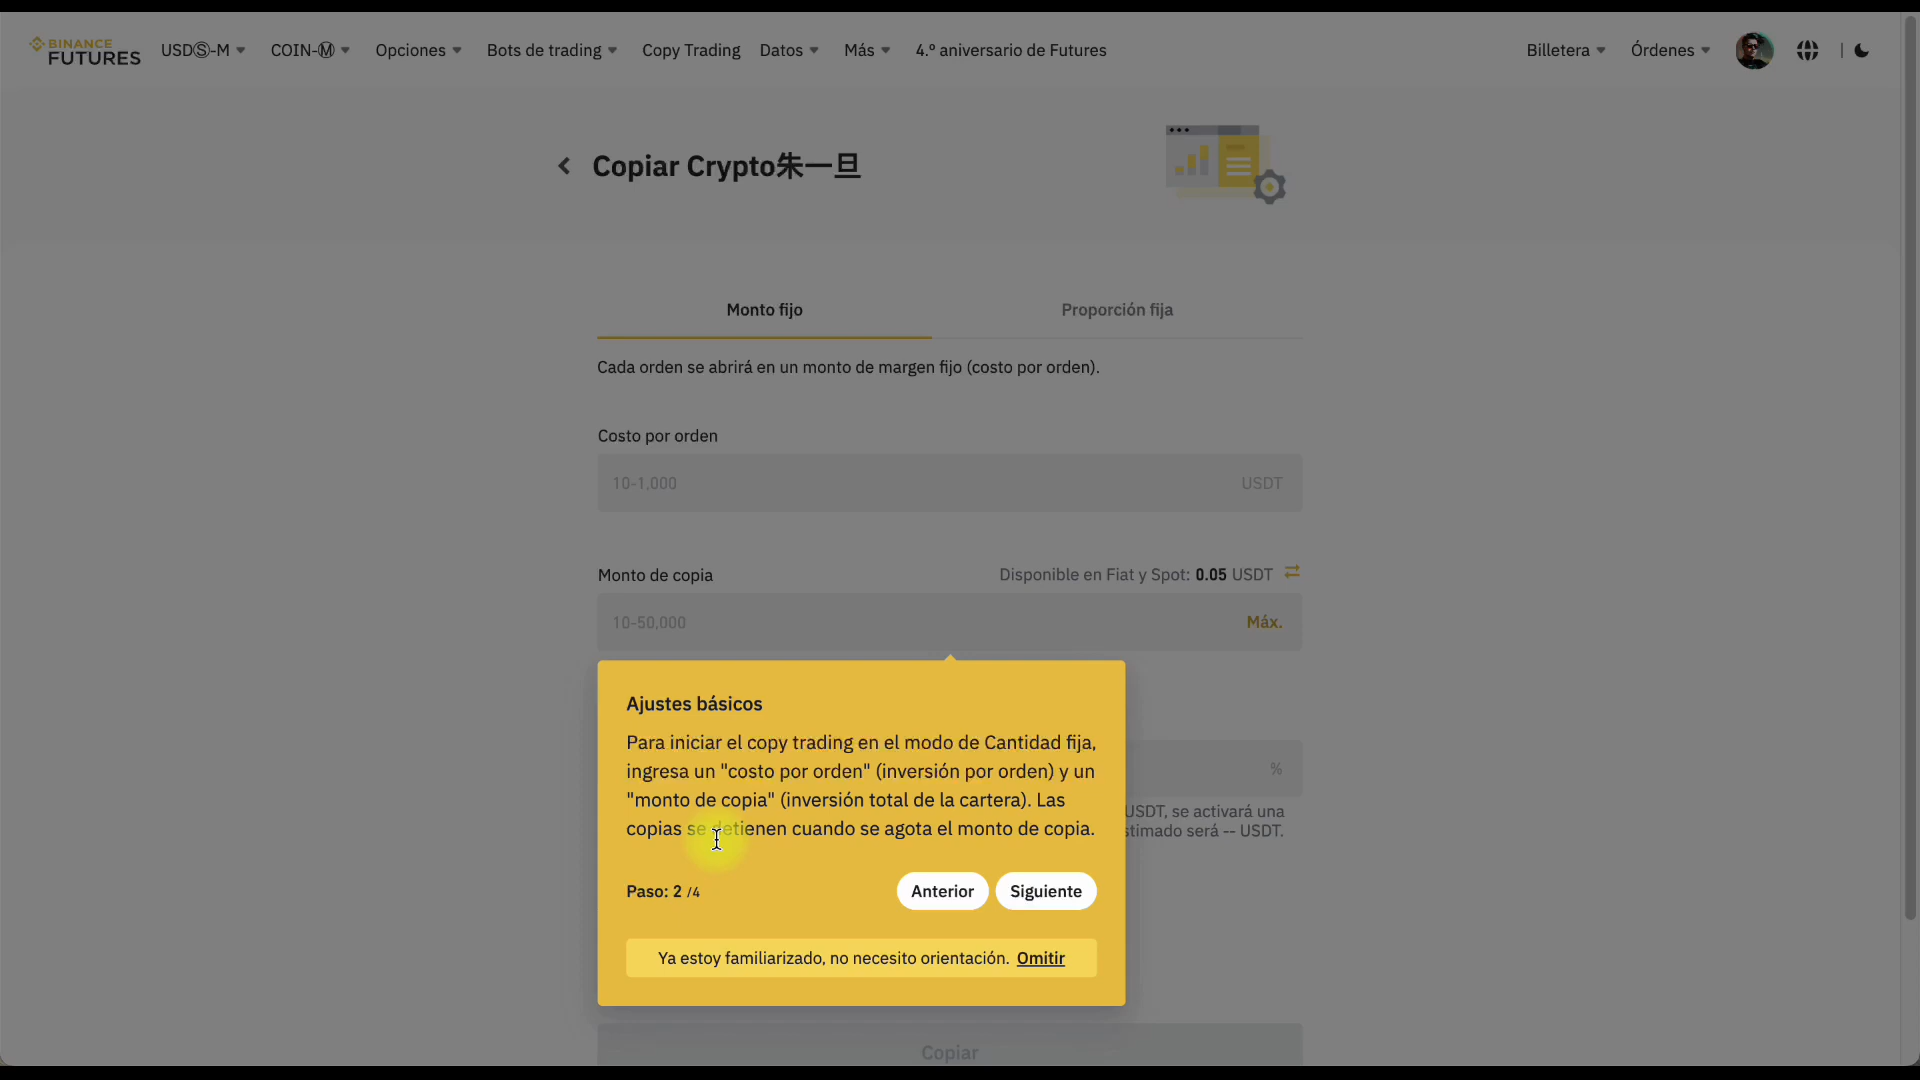 BINANCE
FUTURES
USDⓈ-M
COIN-Ⓜ
Opciones
Bots de trading
Copy Trading
Datos
Más
4.º aniversario de Futures
Billetera
Órdenes
Copiar Crypto朱一旦
Monto fijo
Proporción fija
Cada orden se abrirá en un monto de margen fijo (costo por orden).
Costo por orden
10-1,000
USDT
Monto de copia
Disponible en Fiat y Spot: 0.05 USDT
10-50,000
Máx.
Ajustes básicos
Para iniciar el copy trading en el modo de Cantidad fija,
ingresa un "costo por orden" (inversión por orden) y un
"monto de copia" (inversión total de la cartera). Las
copias se detienen cuando se agota el monto de copia.
%
USDT, se activará una
stimado será -- USDT.
Paso: 2 /4
Anterior
Siguiente
Ya estoy familiarizado, no necesito orientación. Omitir
Copiar